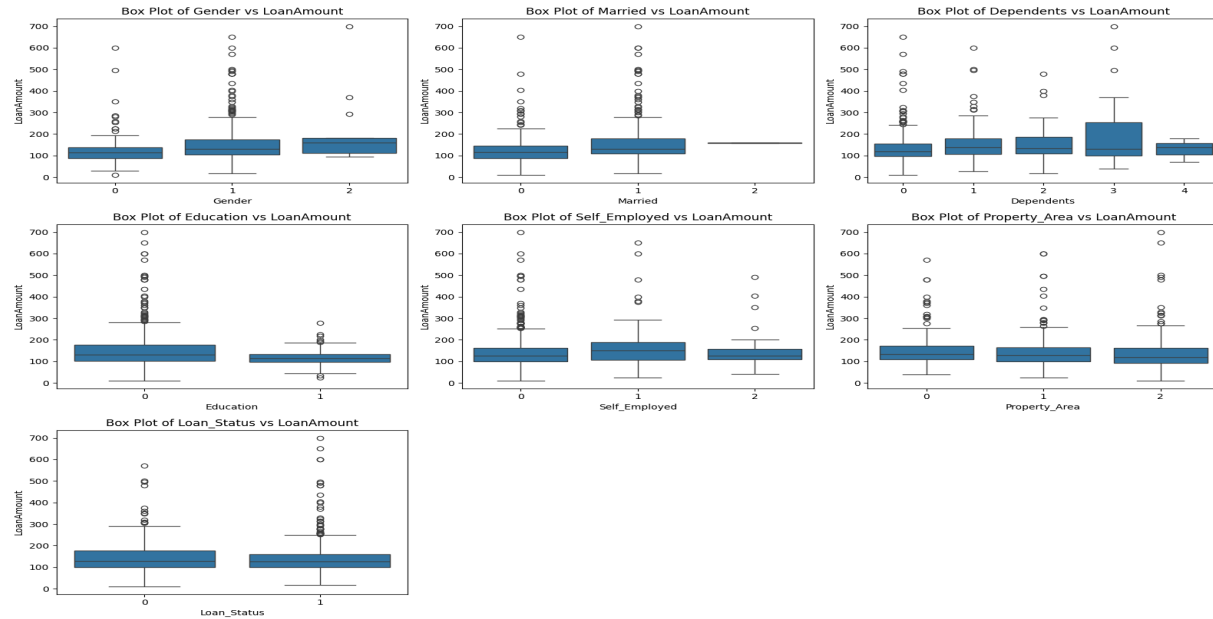 Box Plot of Gender vs LoanAmount
700
600
500
400
300
200
100
0
LoanAmount
0 1 2
Gender
Box Plot of Married vs LoanAmount
700
600
500
400
300
200
100
0
LoanAmount
0 1 2
Married
Box Plot of Dependents vs LoanAmount
700
600
500
400
300
200
100
0
LoanAmount
0 1 2 3 4
Dependents
Box Plot of Education vs LoanAmount
700
600
500
400
300
200
100
0
LoanAmount
0 1
Education
Box Plot of Self_Employed vs LoanAmount
700
600
500
400
300
200
100
0
LoanAmount
0 1 2
Self_Employed
Box Plot of Property_Area vs LoanAmount
700
600
500
400
300
200
100
0
LoanAmount
0 1 2
Property_Area
Box Plot of Loan_Status vs LoanAmount
700
600
500
400
300
200
100
0
LoanAmount
0 1
Loan_Status